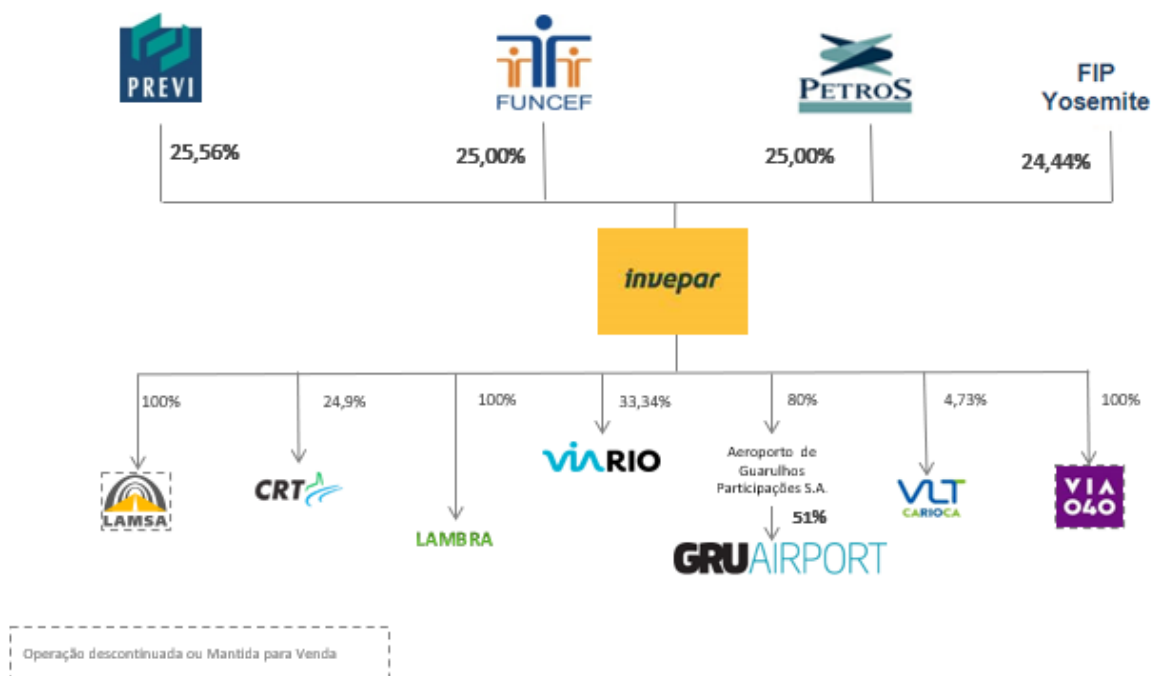 PREVI
FUNCEF
PETROS
FIP
Yosemite
25,56%
25,00%
25,00%
24,44%
invepar
100%
24,9%
100%
33,34%
80%
4,73%
100%
LAMSA
CRT
LAMBRA
VIARIO
Aeroporto de
Guarulhos
Participações S.A.
51%
GRUAIRPORT
VLT
CARIOCA
VIA
040
Operação descontinuada ou Mantida para Venda